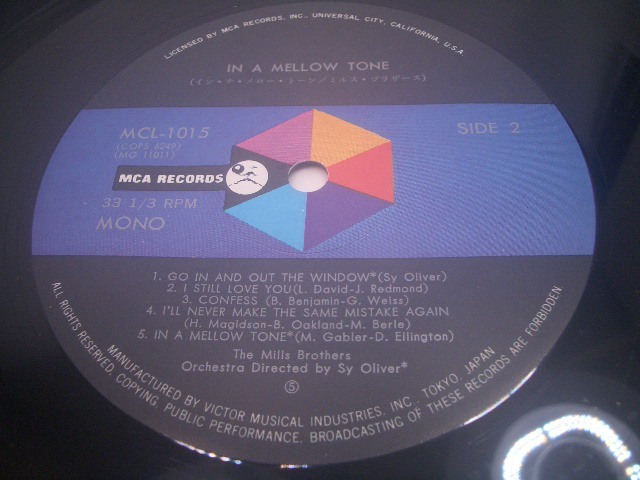 LICENSED BY MCA RECORDS, INC., UNIVERSAL CITY, CALIFORNIA, U.S.A.
IN A MELLOW TONE
(イン・ア・メロー・トーン/ミルス・ブラザース)
MCL-1015
SIDE 2
(COPS 6249)
(MG 11011)
MCA RECORDS
33 1/3 RPM
MONO
1. GO IN AND OUT THE WINDOW*(Sy Oliver)
2. I STILL LOVE YOU(L. David-J. Redmond)
3. CONFESS (B. Benjamin-G. Weiss)
4. I'LL NEVER MAKE THE SAME MISTAKE AGAIN
(H. Magidson-B. Oakland-M. Berle)
5. IN A MELLOW TONE*(M. Gabler-D. Ellington)
The Mills Brothers
Orchestra Directed by Sy Oliver*
⑤
MANUFACTURED BY VICTOR MUSICAL INDUSTRIES, INC. TOKYO, JAPAN
ALL RIGHTS RESERVED, COPYING, PUBLIC PERFORMANCE, BROADCASTING OF THESE RECORDS ARE FORBIDDEN.